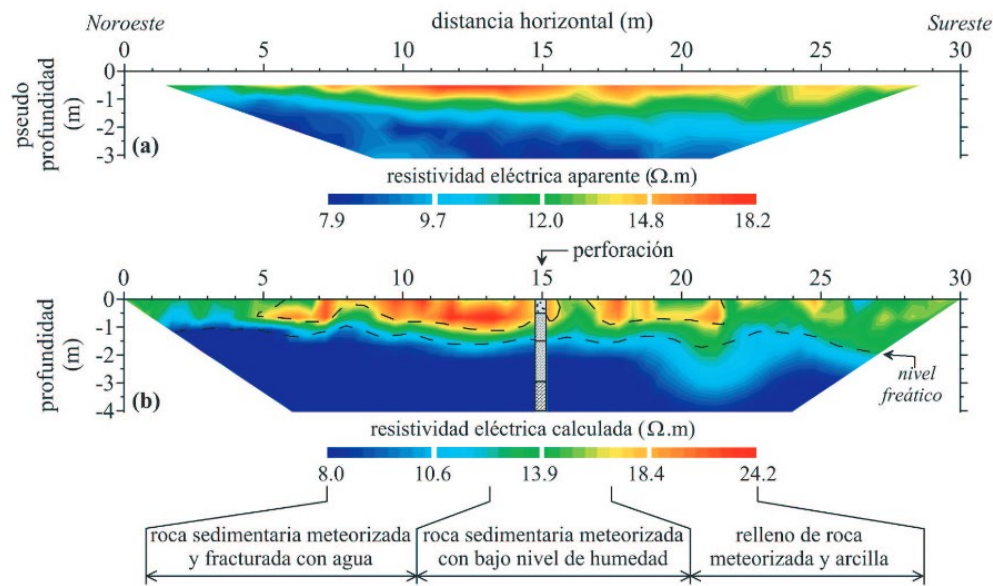 Noroeste distancia horizontal (m) Sureste
0 5 10 15 20 25 30
pseudo profundidad (m)
0
-1
-2
-3
(a)
resistividad eléctrica aparente (Ω.m)
7.9 9.7 12.0 14.8 18.2
perforación
0 5 10 15 20 25 30
profundidad (m)
0
-1
-2
-3
-4
(b)
nivel
freático
resistividad eléctrica calculada (Ω.m)
8.0 10.6 13.9 18.4 24.2
roca sedimentaria meteorizada
y fracturada con agua
roca sedimentaria meteorizada
con bajo nivel de humedad
relleno de roca
meteorizada y arcilla